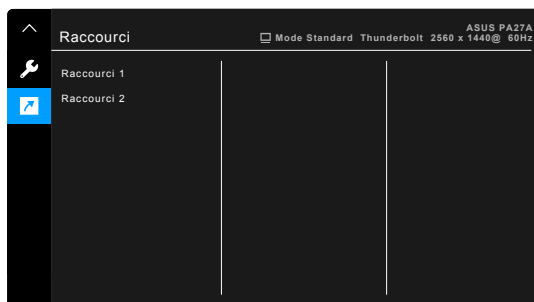 ASUS PA27A
Raccourci
Mode Standard Thunderbolt 2560 x 1440@ 60Hz
Raccourci 1
Raccourci 2